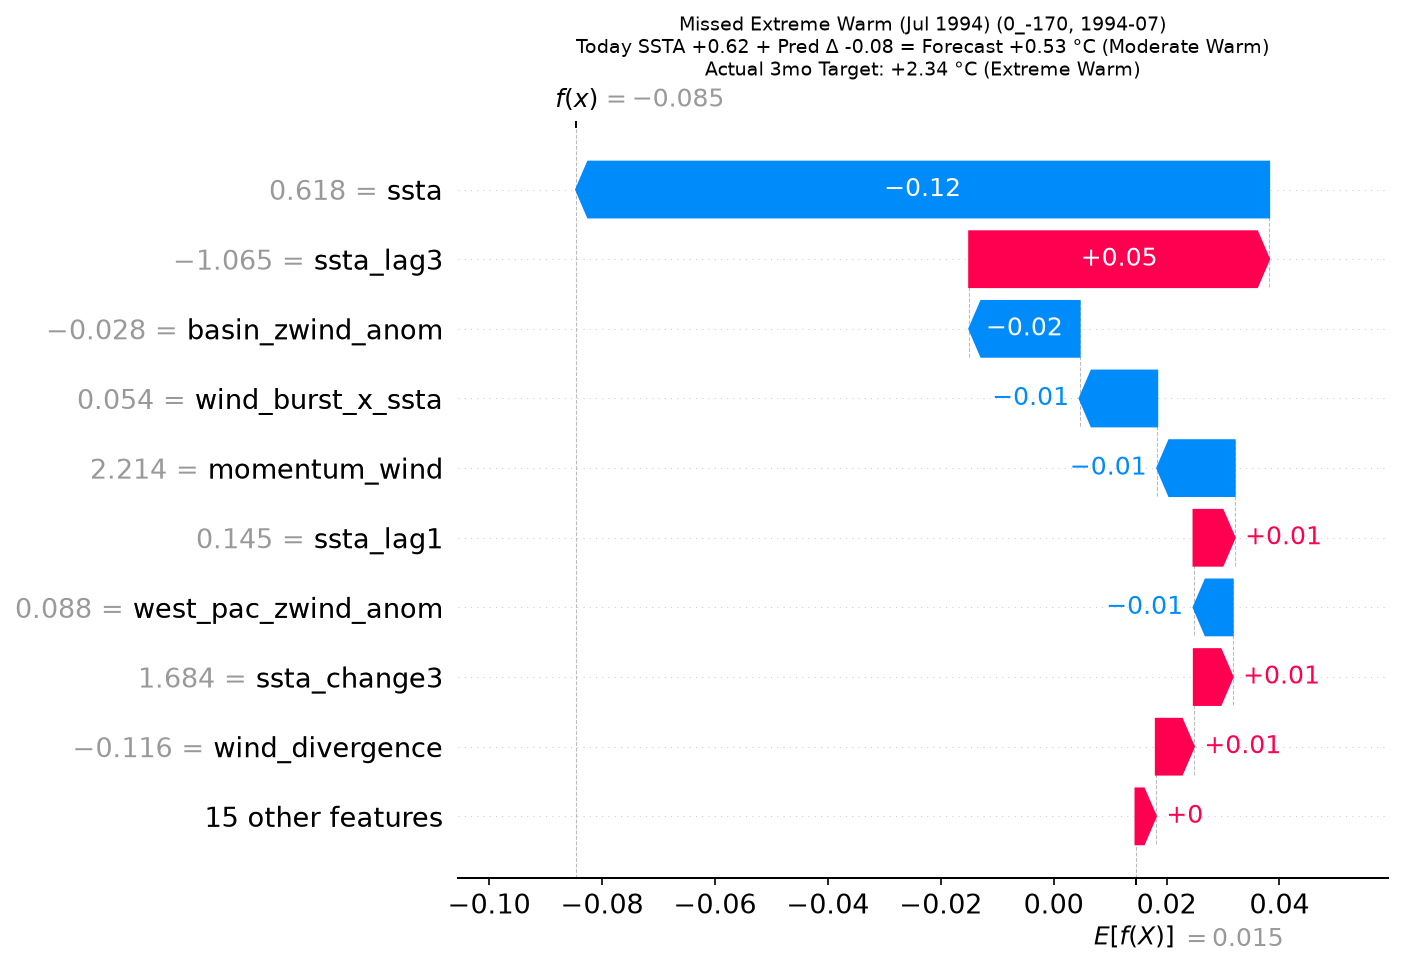 Missed Extreme Warm (Jul 1994) (0_-170, 1994-07)
Today SSTA +0.62 + Pred Δ -0.08 = Forecast +0.53 °C (Moderate Warm)
Actual 3mo Target: +2.34 °C (Extreme Warm)
f(x) = −0.085
0.618 = ssta
−0.12
−1.065 = ssta_lag3
+0.05
−0.028 = basin_zwind_anom
−0.02
0.054 = wind_burst_x_ssta
−0.01
2.214 = momentum_wind
−0.01
0.145 = ssta_lag1
+0.01
0.088 = west_pac_zwind_anom
−0.01
1.684 = ssta_change3
+0.01
−0.116 = wind_divergence
+0.01
15 other features
+0
−0.10 −0.08 −0.06 −0.04 −0.02 0.00 0.02 0.04
E[f(X)] = 0.015